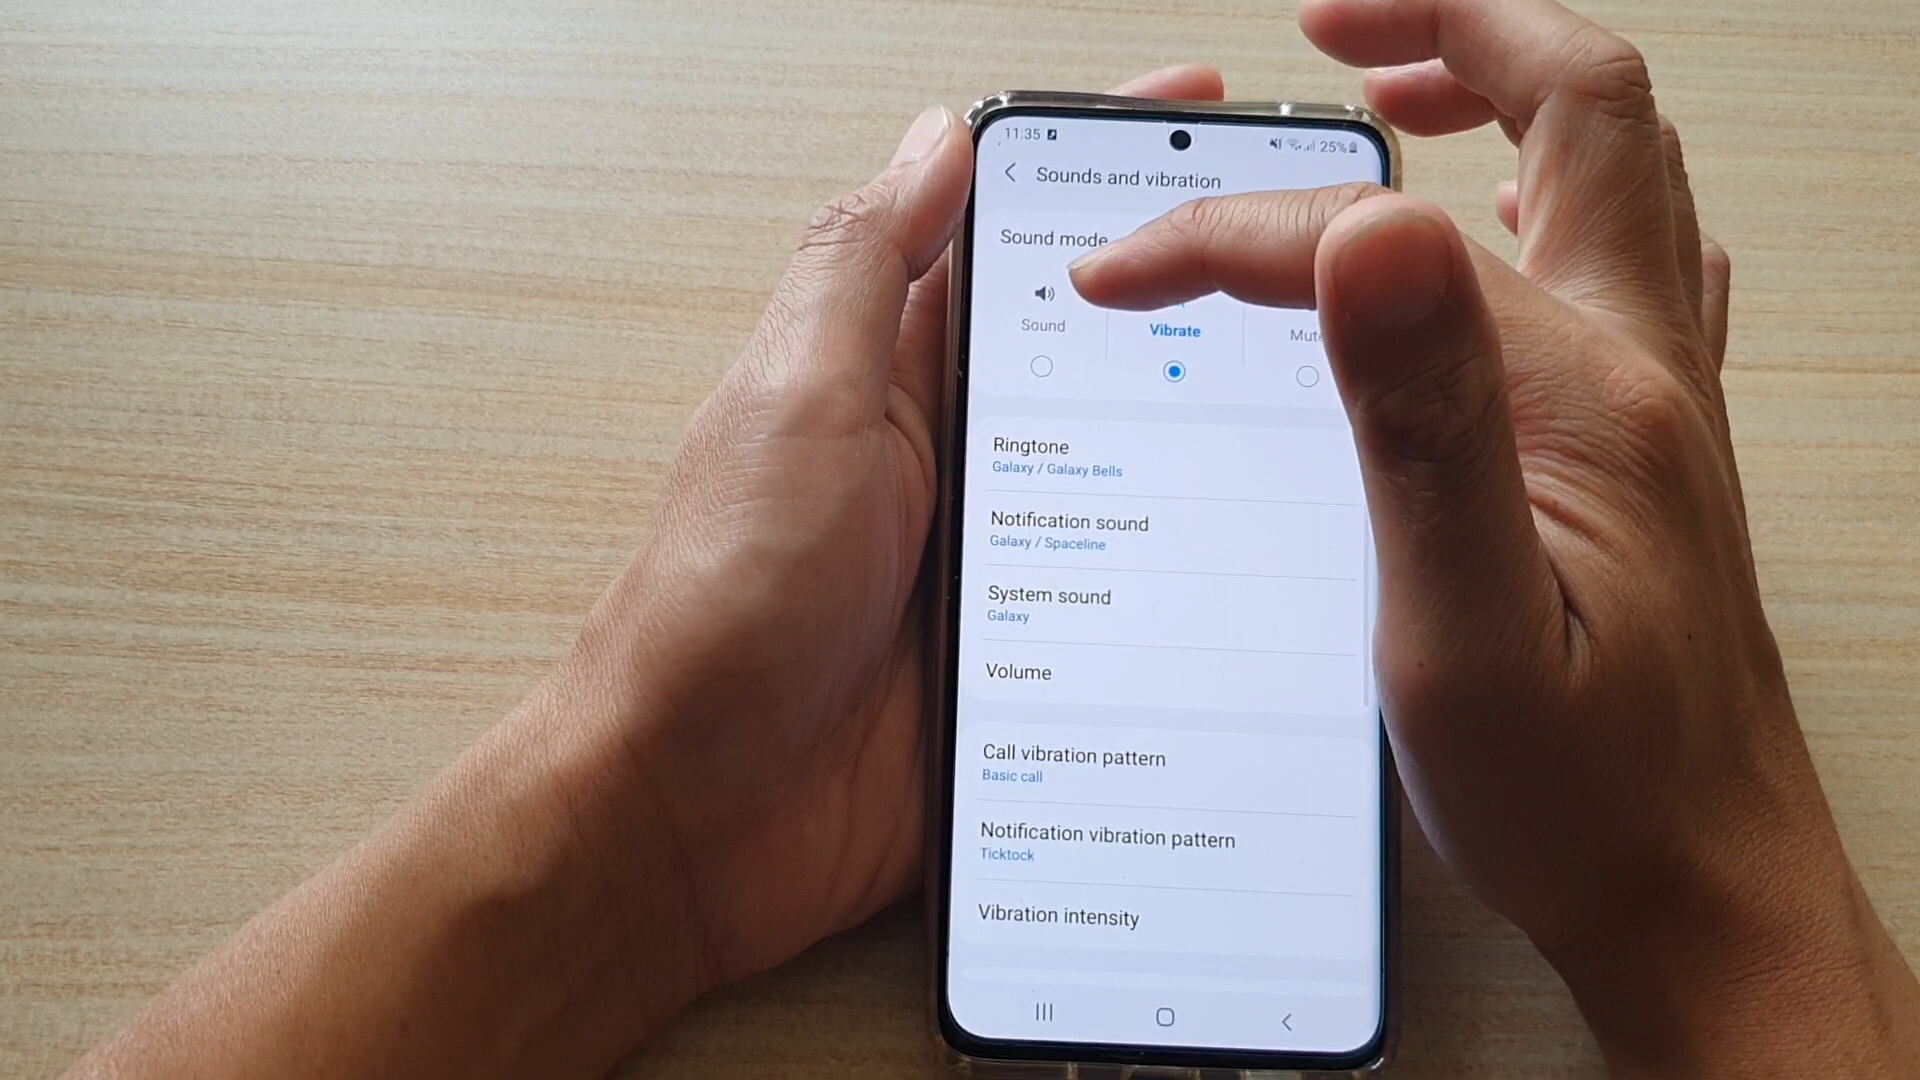 11:35
25%
Sounds and vibration
Sound mode
Sound
Vibrate
Mute
Ringtone
Galaxy / Galaxy Bells
Notification sound
Galaxy / Spaceline
System sound
Galaxy
Volume
Call vibration pattern
Basic call
Notification vibration pattern
Ticktock
Vibration intensity